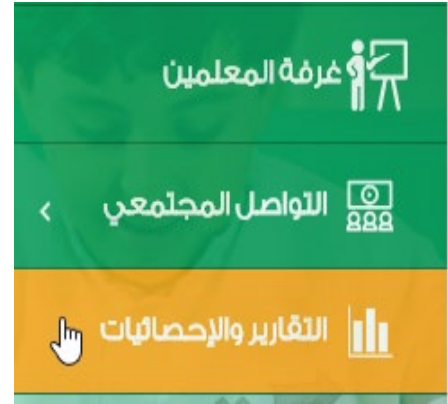 غرفة المعلمين
التواصل المجتمعي
التقارير والإحصائيات